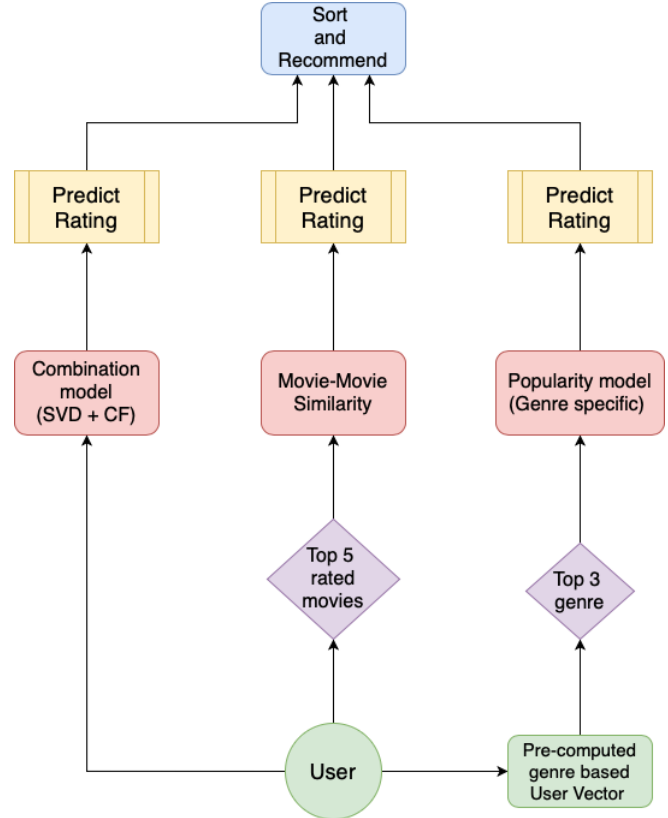 Sort
and
Recommend
Predict
Rating
Predict
Rating
Predict
Rating
Combination
model
(SVD + CF)
Movie-Movie
Similarity
Popularity model
(Genre specific)
Top 5
rated
movies
Top 3
genre
User
Pre-computed
genre based
User Vector